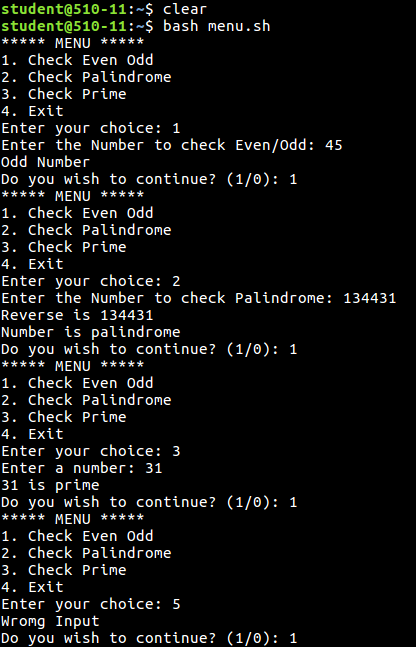 student@510-11:~$ clear
student@510-11:~$ bash menu.sh
***** MENU *****
1. Check Even Odd
2. Check Palindrome
3. Check Prime
4. Exit
Enter your choice: 1
Enter the Number to check Even/Odd: 45
Odd Number
Do you wish to continue? (1/0): 1
***** MENU *****
1. Check Even Odd
2. Check Palindrome
3. Check Prime
4. Exit
Enter your choice: 2
Enter the Number to check Palindrome: 134431
Reverse is 134431
Number is palindrome
Do you wish to continue? (1/0): 1
***** MENU *****
1. Check Even Odd
2. Check Palindrome
3. Check Prime
4. Exit
Enter your choice: 3
Enter a number: 31
31 is prime
Do you wish to continue? (1/0): 1
***** MENU *****
1. Check Even Odd
2. Check Palindrome
3. Check Prime
4. Exit
Enter your choice: 5
Wromg Input
Do you wish to continue? (1/0): 1